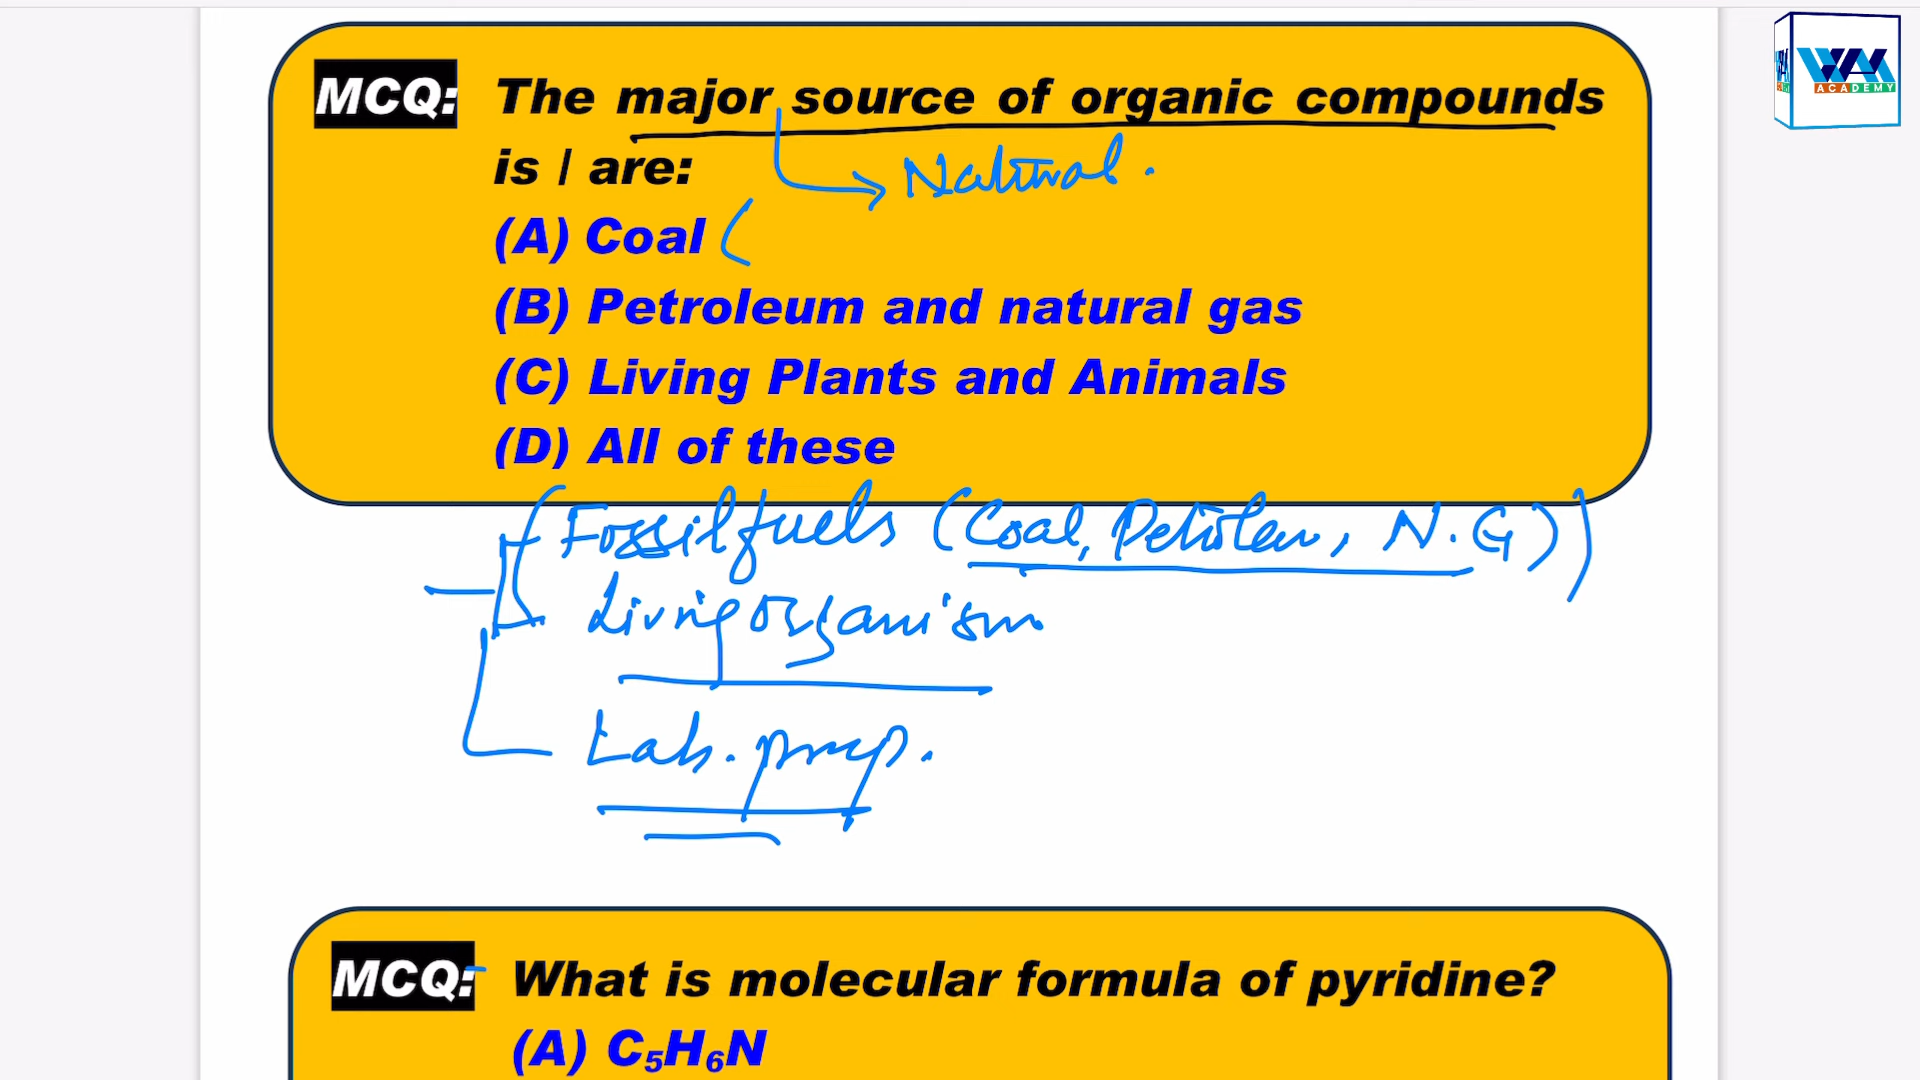 MCQ: The major source of organic compounds
is / are:
Natural.
(A) Coal
(B) Petroleum and natural gas
(C) Living Plants and Animals
(D) All of these
Fossil fuels (Coal, Petroleu, N.G)
Living organism
Lab. prep.
MCQ: What is molecular formula of pyridine?
(A) C₅H₆N
WAM
ACADEMY